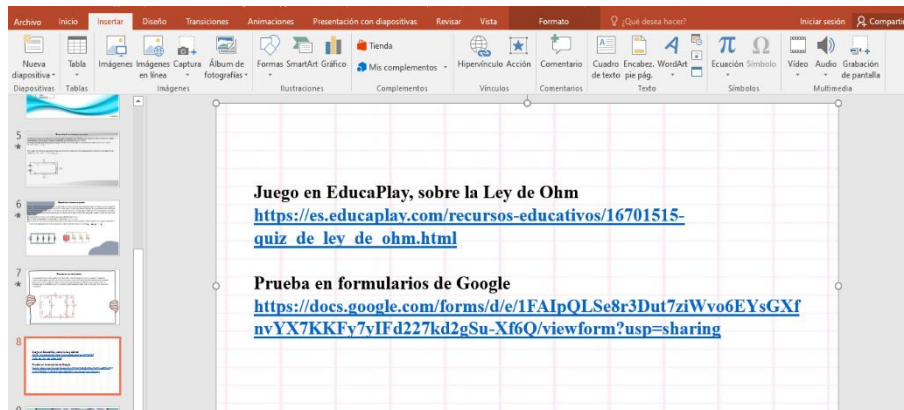 Archivo Inicio Insertar Diseño Transiciones Animaciones Presentación con diapositivas Revisar Vista Formato ¿Qué desea hacer? Iniciar sesión Comparti
Nueva diapositiva
Tabla
Imágenes
Imágenes en línea
Captura
Álbum de fotografías
Formas
SmartArt
Gráfico
Tienda
Mis complementos
Hipervínculo
Acción
Comentario
Cuadro de texto
Encabez. pie pág.
WordArt
Ecuación
Símbolo
Vídeo
Audio
Grabación de pantalla
Diapositivas Tablas Imágenes Ilustraciones Complementos Vínculos Comentarios Texto Símbolos Multimedia
5
6
7
8
Juego en EducaPlay, sobre la Ley de Ohm
https://es.educaplay.com/recursos-educativos/16701515-
quiz_de_ley_de_ohm.html
Prueba en formularios de Google
https://docs.google.com/forms/d/e/1FAIpQLSe8r3Dut7ziWvo6EYsGXf
nvYX7KKFy7yIFd227kd2gSu-Xf6Q/viewform?usp=sharing